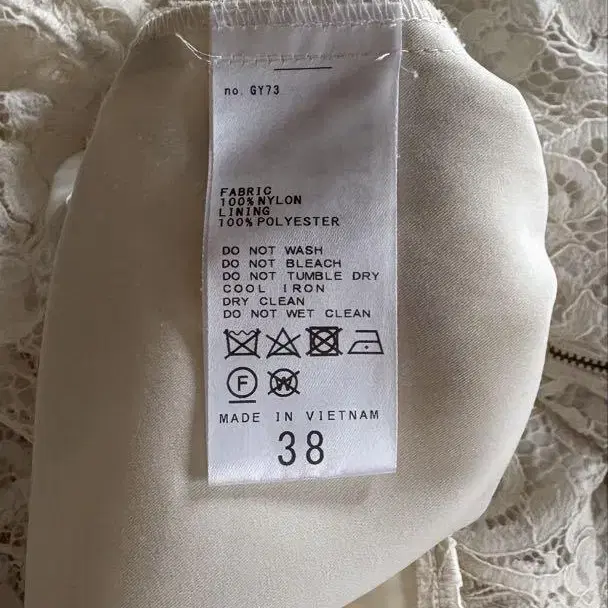 no. GY73
FABRIC
100% NYLON
LINING
100% POLYESTER
DO NOT WASH
DO NOT BLEACH
DO NOT TUMBLE DRY
COOL IRON
DRY CLEAN
DO NOT WET CLEAN
F W
MADE IN VIETNAM
38